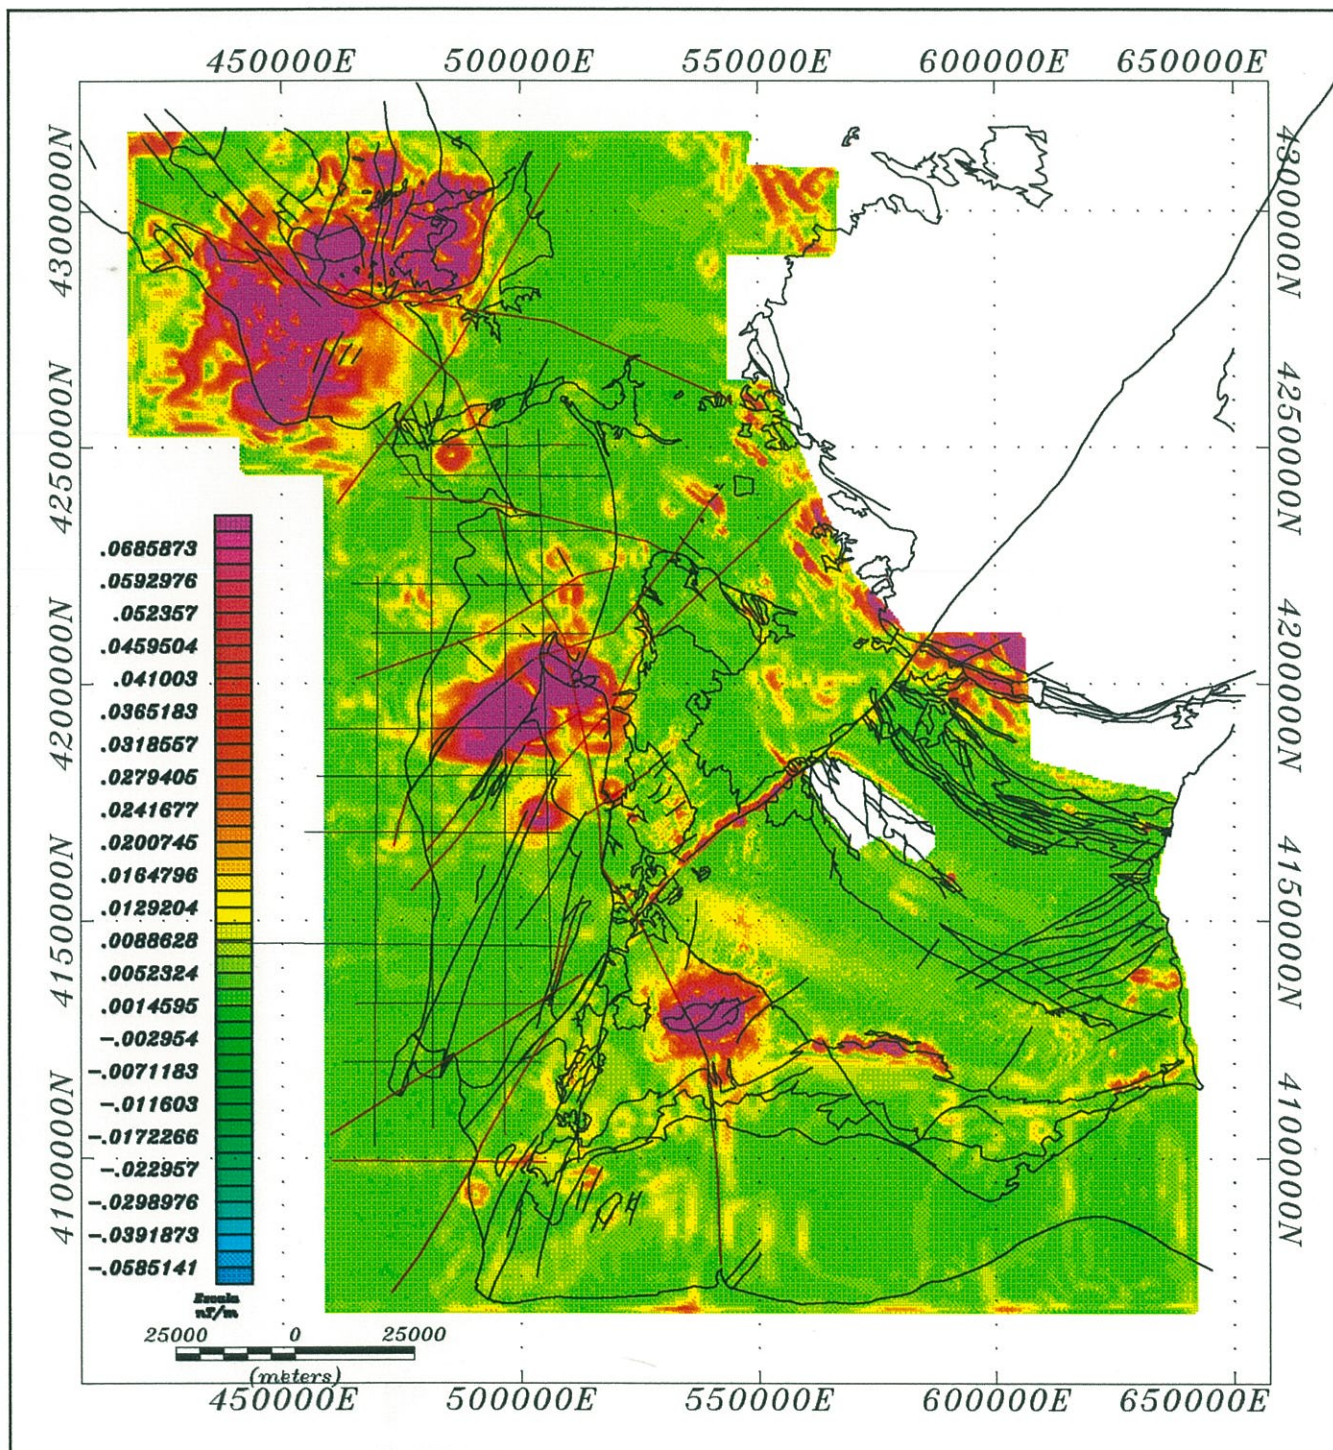 450000E 500000E 550000E 600000E 650000E
4300000N
4250000N
4200000N
4150000N
4100000N
4300000N
4250000N
4200000N
4150000N
4100000N
.0685873
.0592976
.052357
.0459504
.041003
.0365183
.0318557
.0279405
.0241677
.0200745
.0164796
.0129204
.0088628
.0052324
.0014595
-.002954
-.0071183
-.011603
-.0172266
-.022957
-.0298976
-.0391873
-.0585141
Escala
nT/m
25000 0 25000
(meters)
450000E 500000E 550000E 600000E 650000E